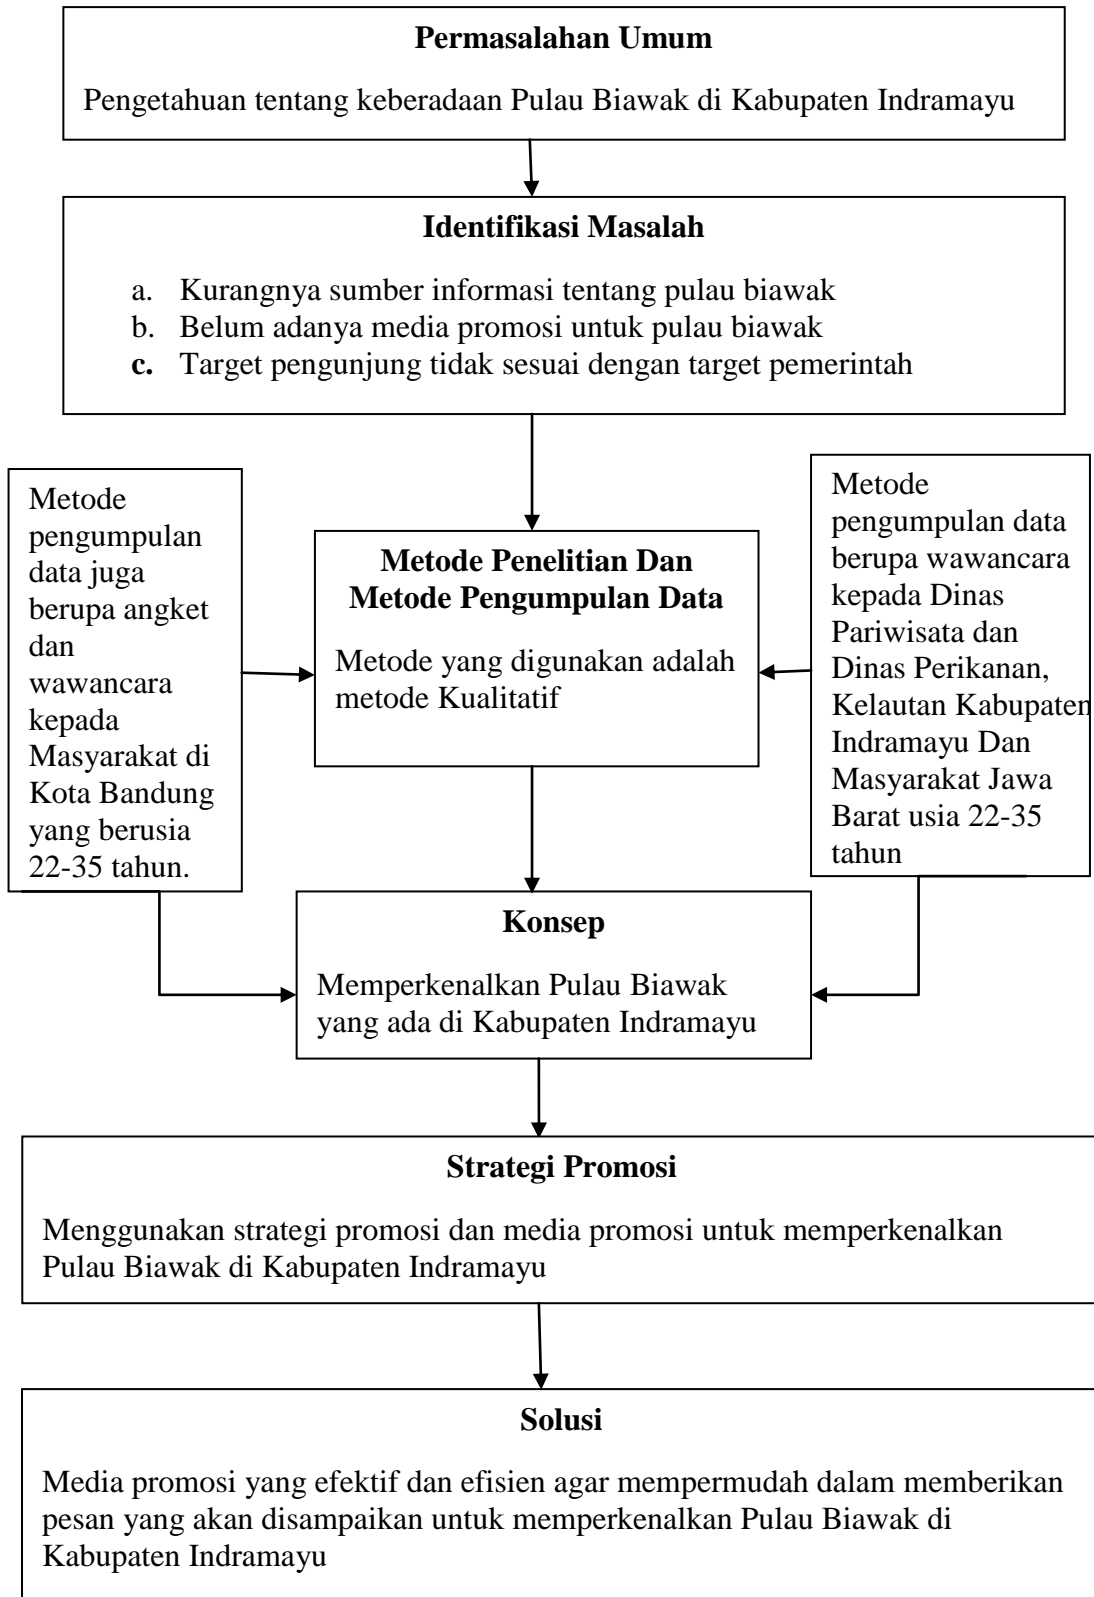 Permasalahan Umum
Pengetahuan tentang keberadaan Pulau Biawak di Kabupaten Indramayu
Identifikasi Masalah
a. Kurangnya sumber informasi tentang pulau biawak
b. Belum adanya media promosi untuk pulau biawak
c. Target pengunjung tidak sesuai dengan target pemerintah
Metode
pengumpulan
data juga
berupa angket
dan
wawancara
kepada
Masyarakat di
Kota Bandung
yang berusia
22-35 tahun.
Metode Penelitian Dan
Metode Pengumpulan Data
Metode yang digunakan adalah
metode Kualitatif
Metode
pengumpulan data
berupa wawancara
kepada Dinas
Pariwisata dan
Dinas Perikanan,
Kelautan Kabupaten
Indramayu Dan
Masyarakat Jawa
Barat usia 22-35
tahun
Konsep
Memperkenalkan Pulau Biawak
yang ada di Kabupaten Indramayu
Strategi Promosi
Menggunakan strategi promosi dan media promosi untuk memperkenalkan
Pulau Biawak di Kabupaten Indramayu
Solusi
Media promosi yang efektif dan efisien agar mempermudah dalam memberikan
pesan yang akan disampaikan untuk memperkenalkan Pulau Biawak di
Kabupaten Indramayu